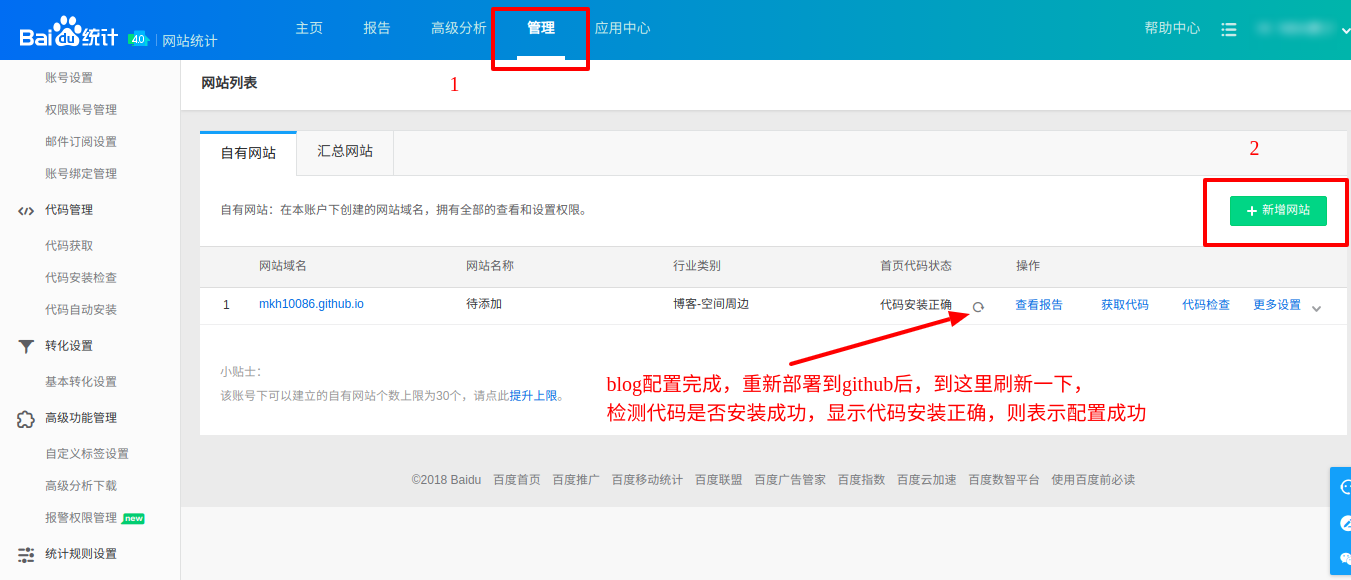 Baidu统计 4.0 网站统计
主页 报告 高级分析 管理 应用中心 帮助中心
1
账号设置
权限账号管理
邮件订阅设置
账号绑定管理
代码管理
代码获取
代码安装检查
代码自动安装
转化设置
基本转化设置
高级功能管理
自定义标签设置
高级分析下载
报警权限管理 new
统计规则设置
网站列表
自有网站 汇总网站
2
自有网站：在本账户下创建的网站域名，拥有全部的查看和设置权限。
+ 新增网站
网站域名 网站名称 行业类别 首页代码状态 操作
1 mkh10086.github.io 待添加 博客-空间周边 代码安装正确 查看报告 获取代码 代码检查 更多设置
小贴士：
该账号下可以建立的自有网站个数上限为30个，请点此提升上限。
blog配置完成，重新部署到github后，到这里刷新一下，
检测代码是否安装成功，显示代码安装正确，则表示配置成功
©2018 Baidu 百度首页 百度推广 百度移动统计 百度联盟 百度广告管家 百度指数 百度云加速 百度数智平台 使用百度前必读